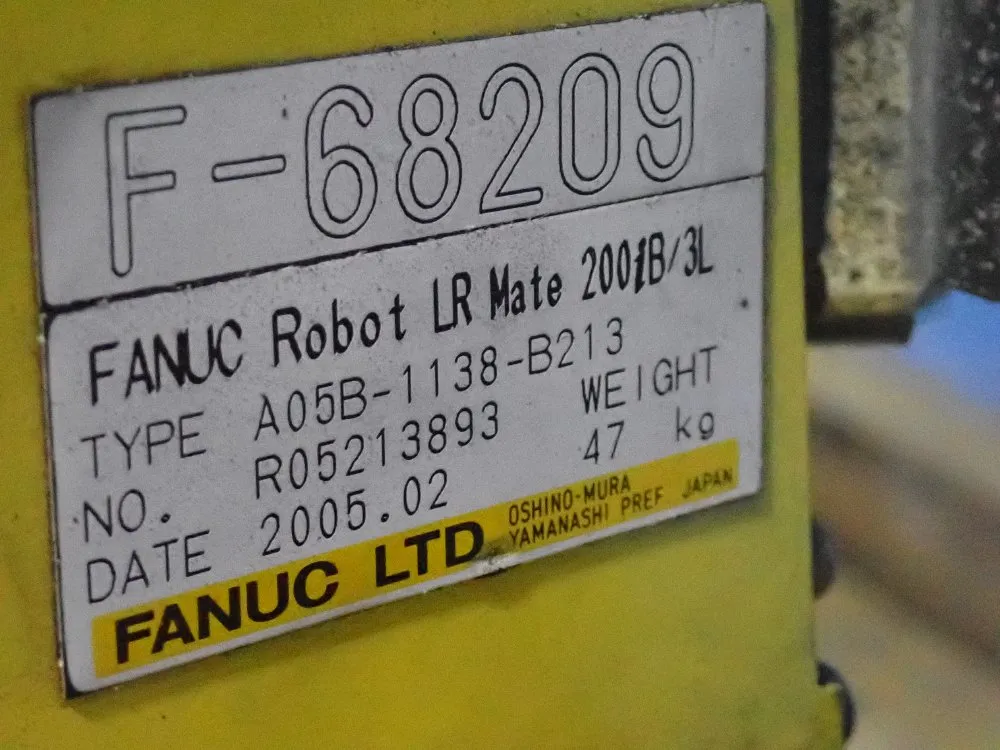 F-68209
FANUC Robot LR Mate 200iB/3L
TYPE A05B-1138-B213
NO. R05213893 WEIGHT
DATE 2005.02 47 kg
FANUC LTD OSHINO-MURA
YAMANASHI PREF JAPAN